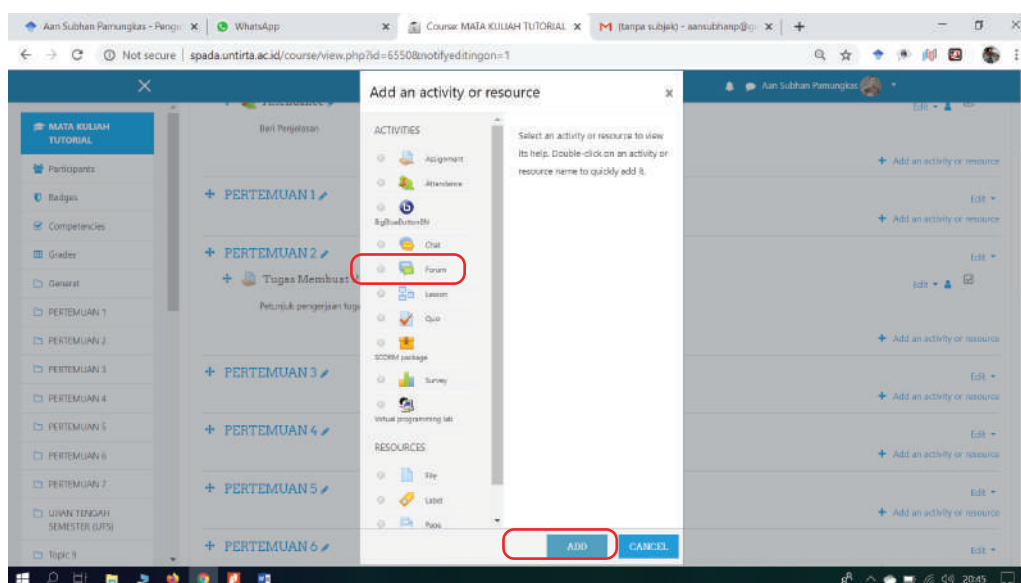 Aan Subhan Pamungkas - Pengu
WhatsApp
Course: MATA KULIAH TUTORIAL
(tanpa subjek) - aansubhanp@g
Not secure
spada.untirta.ac.id/course/view.php?id=6550&notifyeditingon=1
Aan Subhan Pamungkas
MATA KULIAH
TUTORIAL
Participants
Badges
Competencies
Grades
General
PERTEMUAN 1
PERTEMUAN 2
PERTEMUAN 3
PERTEMUAN 4
PERTEMUAN 5
PERTEMUAN 6
PERTEMUAN 7
UJIAN TENGAH
SEMESTER (UTS)
Topic 9
Attendance
Edit
Beri Penjelasan
Add an activity or resource
PERTEMUAN 1
Edit
Add an activity or resource
PERTEMUAN 2
Edit
Tugas Membuat
Edit
Petunjuk pengerjaan tuga
Add an activity or resource
PERTEMUAN 3
Edit
Add an activity or resource
PERTEMUAN 4
Edit
Add an activity or resource
PERTEMUAN 5
Edit
Add an activity or resource
PERTEMUAN 6
Edit
Add an activity or resource
ACTIVITIES
Assignment
Attendance
BigBlueButtonBN
Chat
Forum
Lesson
Quiz
SCORM package
Survey
Virtual programming lab
RESOURCES
File
Label
Page
Select an activity or resource to view
its help. Double-click on an activity or
resource name to quickly add it.
ADD
CANCEL
20:45